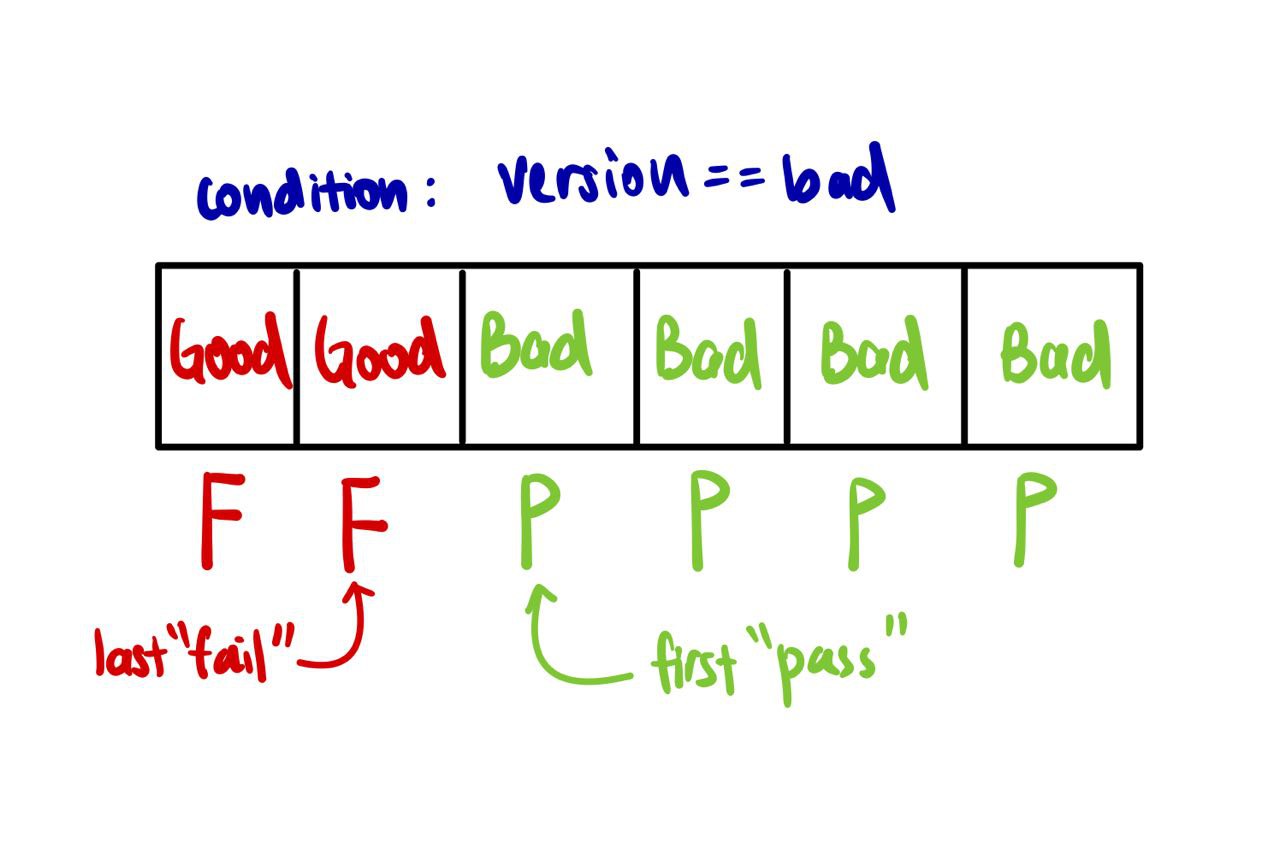 condition: version == bad
Good Good Bad Bad Bad Bad
F F P P P P
last "fail" first "pass"